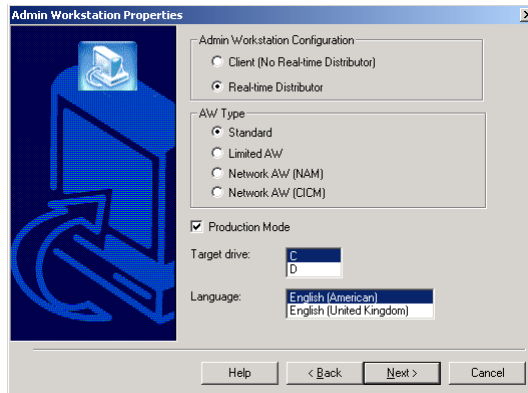 Admin Workstation Properties
Admin Workstation Configuration
Client (No Real-time Distributor)
Real-time Distributor
AW Type
Standard
Limited AW
Network AW (NAM)
Network AW (CICM)
Production Mode
Target drive:
C
D
Language:
English (American)
English (United Kingdom)
Help
< Back
Next >
Cancel